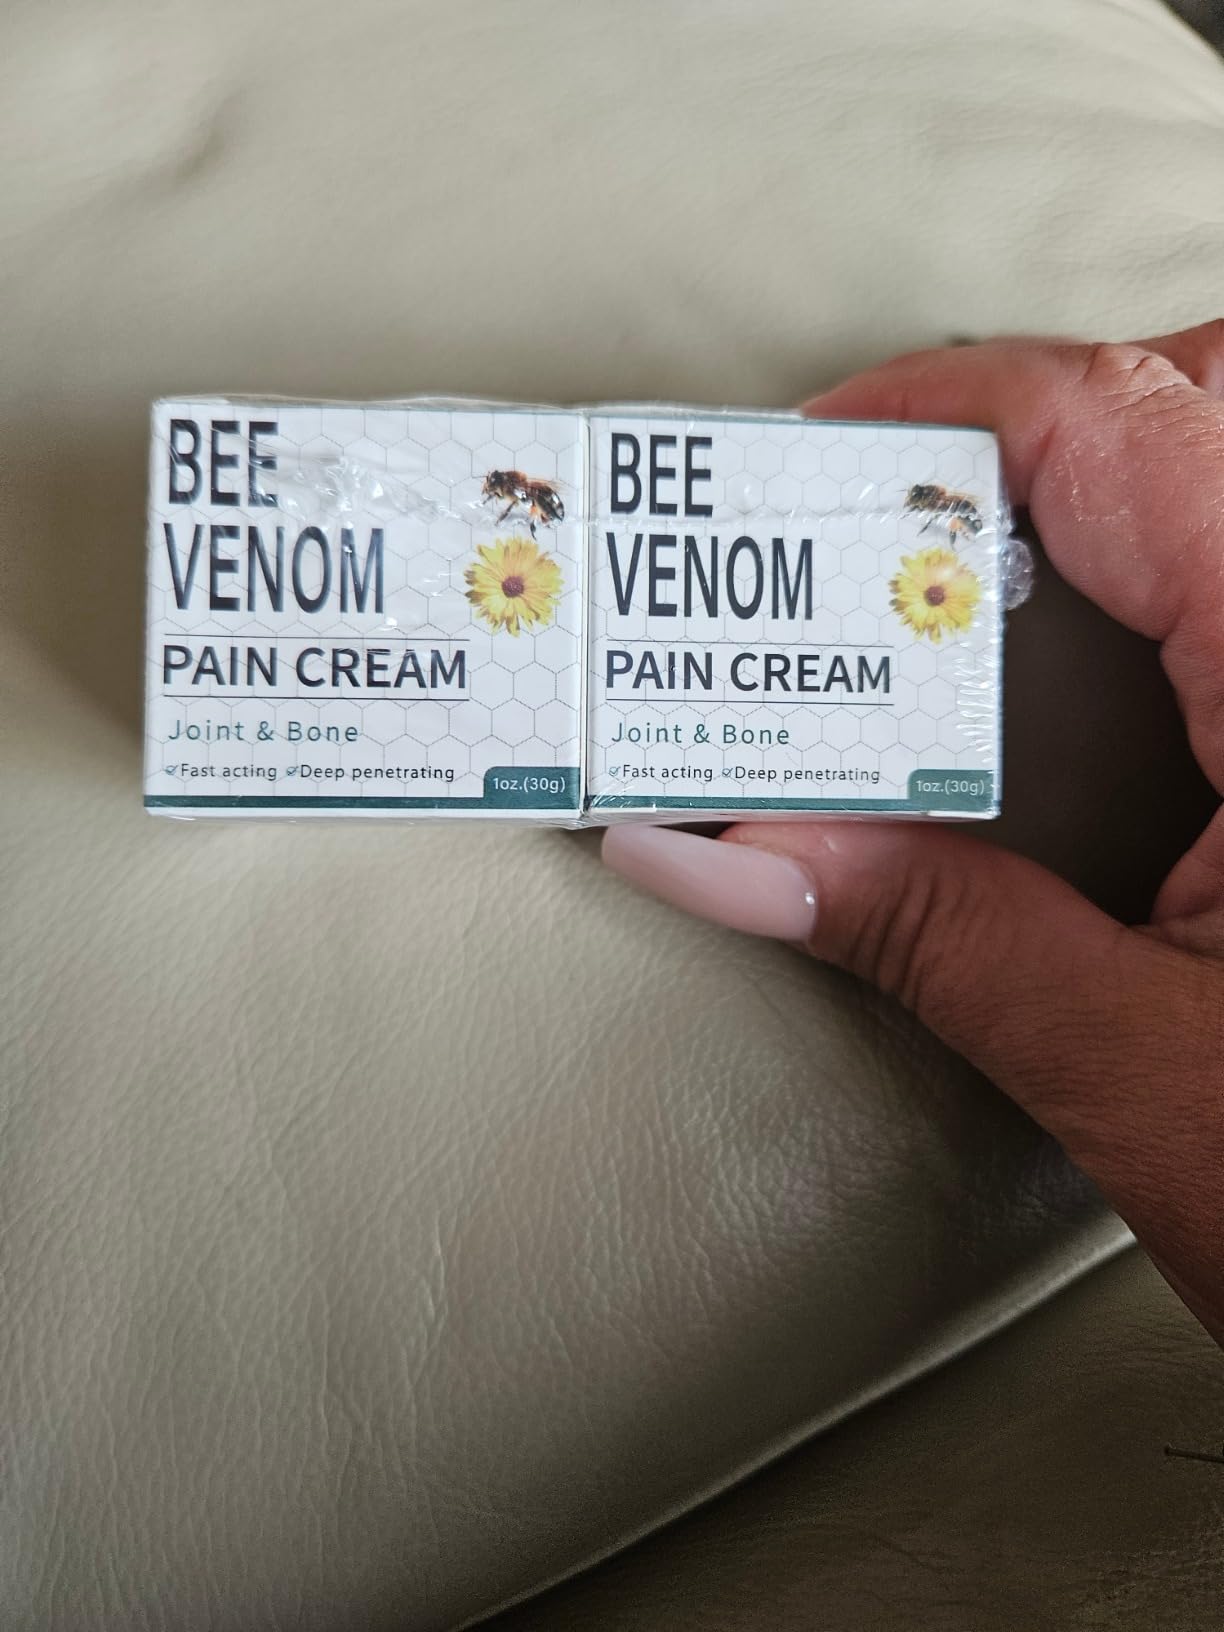 BEE
VENOM
PAIN CREAM
Joint & Bone
Fast acting Deep penetrating
1oz.(30g)
BEE
VENOM
PAIN CREAM
Joint & Bone
Fast acting Deep penetrating
1oz.(30g)